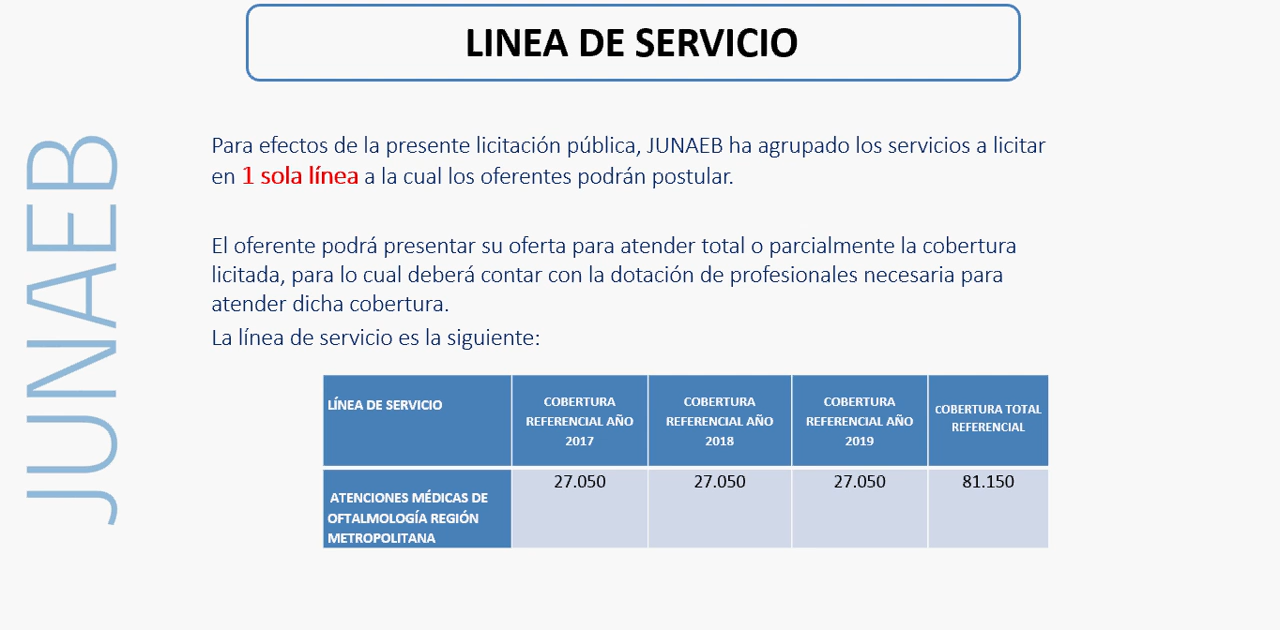 LINEA DE SERVICIO
JUNAEB
Para efectos de la presente licitación pública, JUNAEB ha agrupado los servicios a licitar
en 1 sola línea a la cual los oferentes podrán postular.
El oferente podrá presentar su oferta para atender total o parcialmente la cobertura
licitada, para lo cual deberá contar con la dotación de profesionales necesaria para
atender dicha cobertura.
La línea de servicio es la siguiente:
LÍNEA DE SERVICIO
COBERTURA
REFERENCIAL AÑO
2017
COBERTURA
REFERENCIAL AÑO
2018
COBERTURA
REFERENCIAL AÑO
2019
COBERTURA TOTAL
REFERENCIAL
ATENCIONES MÉDICAS DE
OFTALMOLOGÍA REGIÓN
METROPOLITANA
27.050
27.050
27.050
81.150